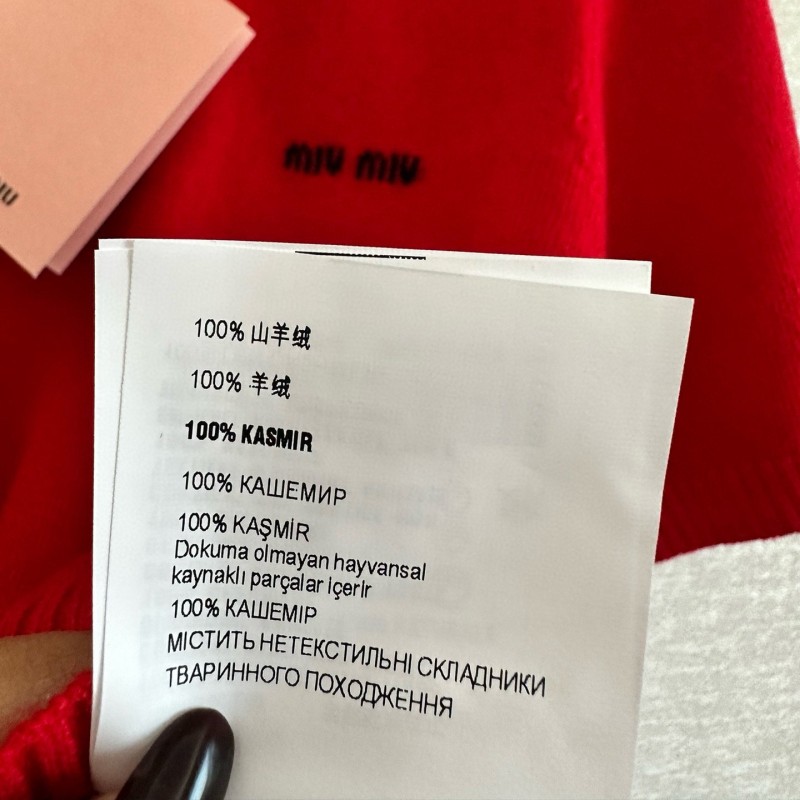 MIU MIU
100% 山羊绒
100% 羊绒
100% KASMIR
100% КАШЕМИР
100% KAŞMİR
Dokuma olmayan hayvansal
kaynaklı parçalar içerir
100% КАШЕМІР
МІСТИТЬ НЕТЕКСТИЛЬНІ СКЛАДНИКИ
ТВАРИННОГО ПОХОДЖЕННЯ